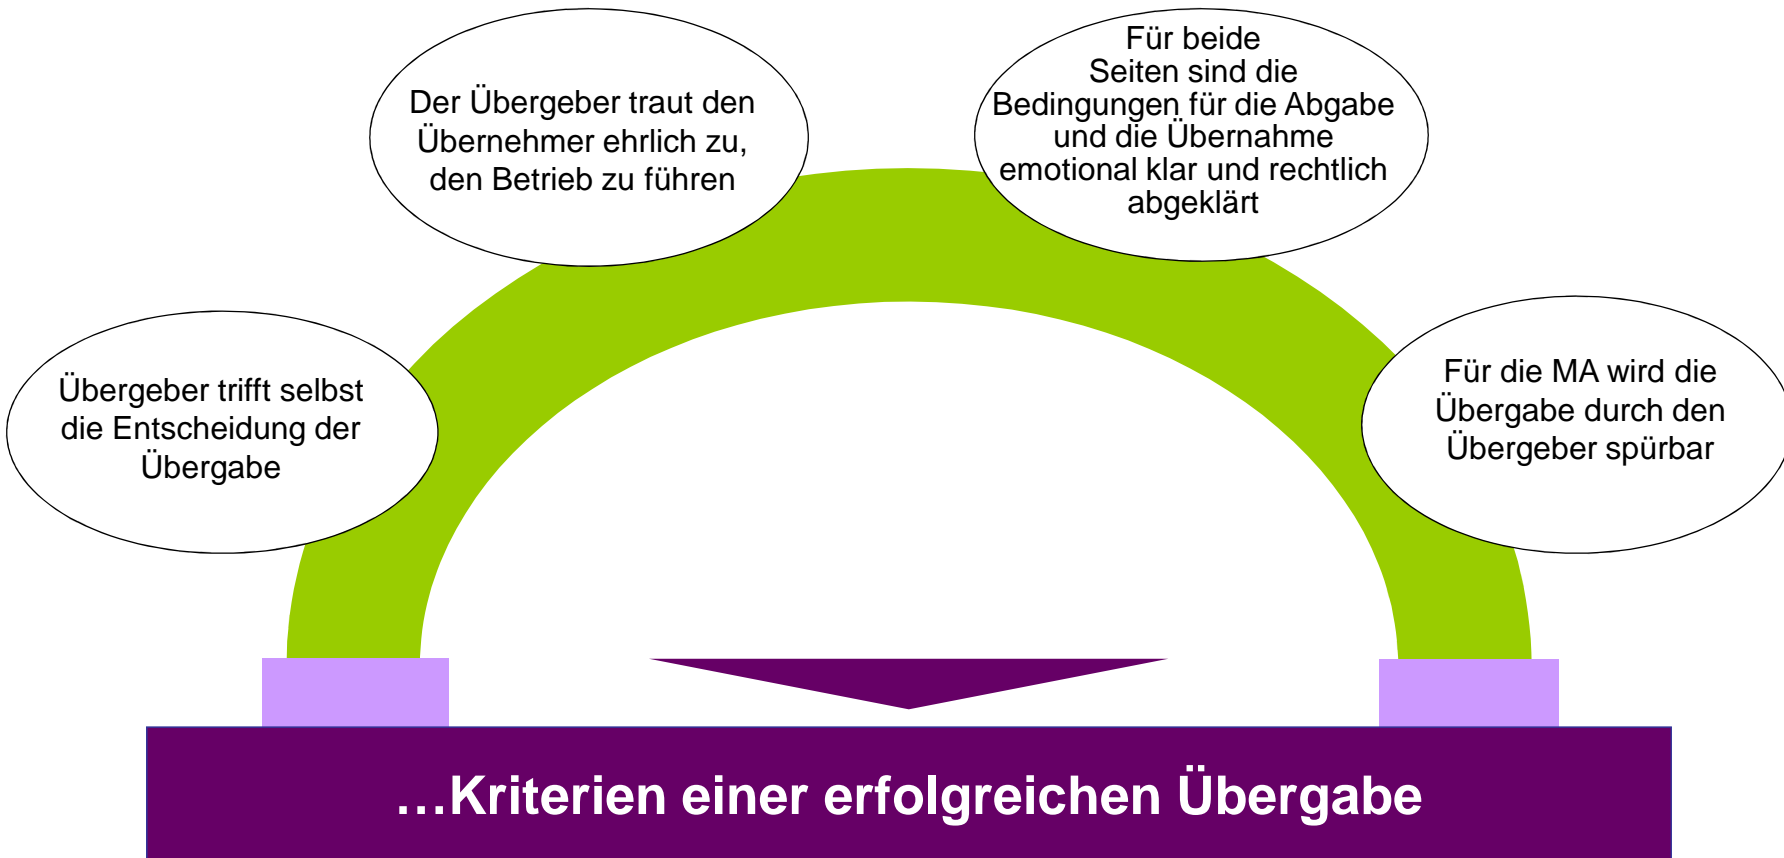 Übergeber trifft selbst
die Entscheidung der
Übergabe
Der Übergeber traut den
Übernehmer ehrlich zu,
den Betrieb zu führen
Für beide
Seiten sind die
Bedingungen für die Abgabe
und die Übernahme
emotional klar und rechtlich
abgeklärt
Für die MA wird die
Übergabe durch den
Übergeber spürbar
...Kriterien einer erfolgreichen Übergabe